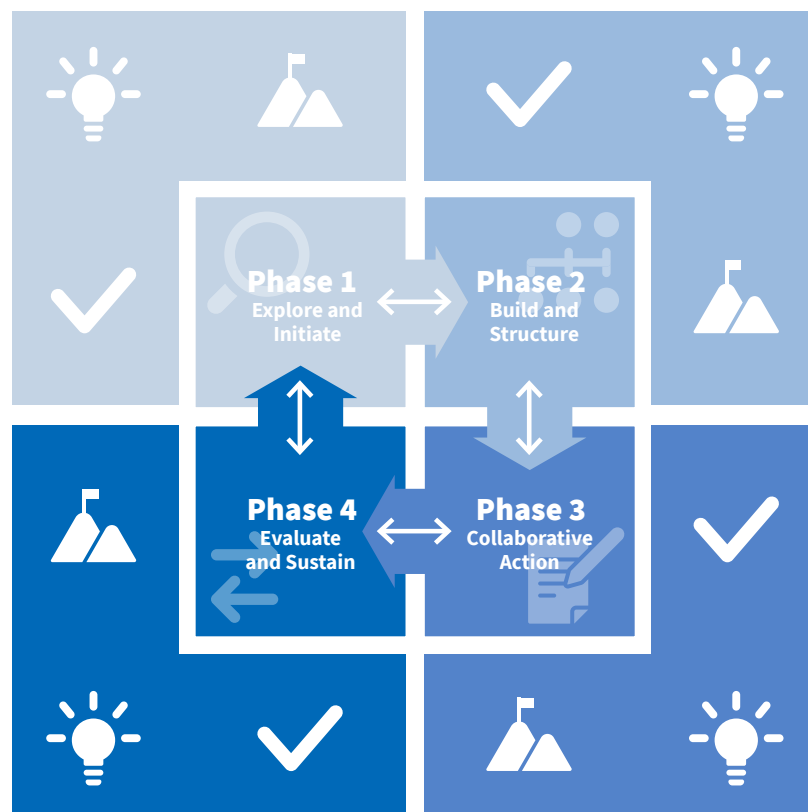 Phase 1
Explore and
Initiate
Phase 2
Build and
Structure
Phase 4
Evaluate
and Sustain
Phase 3
Collaborative
Action